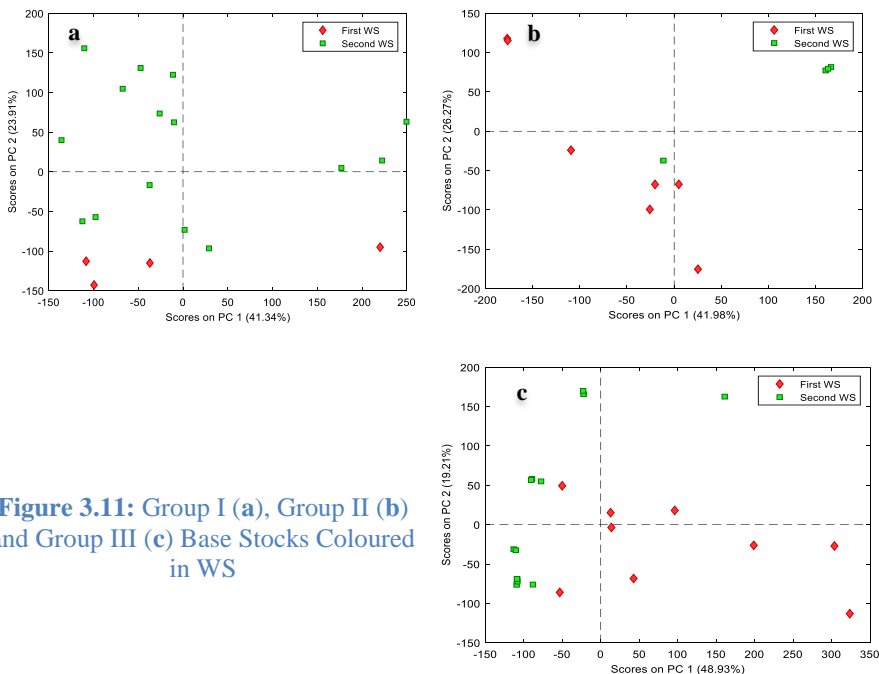 a
First WS
Second WS
200
150
100
50
0
-50
-100
-150
-150 -100 -50 0 50 100 150 200 250
Scores on PC 2 (23.91%)
Scores on PC 1 (41.34%)
b
First WS
Second WS
150
100
50
0
-50
-100
-150
-200
-200 -150 -100 -50 0 50 100 150 200
Scores on PC 2 (26.27%)
Scores on PC 1 (41.98%)
c
First WS
Second WS
200
150
100
50
0
-50
-100
-150
-150 -100 -50 0 50 100 150 200 250 300 350
Scores on PC 2 (19.21%)
Scores on PC 1 (48.93%)
Figure 3.11: Group I (a), Group II (b)
and Group III (c) Base Stocks Coloured
in WS